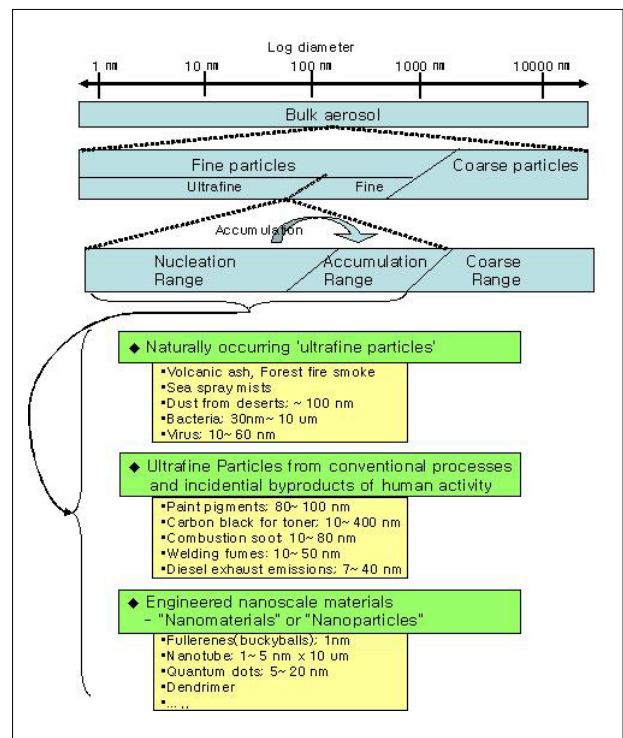 Log diameter
1 nm 10 nm 100 nm 1000 nm 10000 nm
Bulk aerosol
Fine particles Coarse particles
Ultrafine Fine
Accumulation
Nucleation Accumulation Coarse
Range Range Range
◆ Naturally occurring 'ultrafine particles'
▪Volcanic ash, Forest fire smoke
▪Sea spray mists
▪Dust from deserts; ~ 100 nm
▪Bacteria; 30nm~ 10 um
▪Virus; 10~ 60 nm
◆ Ultrafine Particles from conventional processes
and incidential byproducts of human activity
▪Paint pigments; 80~ 100 nm
▪Carbon black for toner; 10~ 400 nm
▪Combustion soot: 10~ 80 nm
▪Welding fumes: 10~ 50 nm
▪Diesel exhaust emissions; 7~ 40 nm
◆ Engineered nanoscale materials
- "Nanomaterials" or "Nanoparticles"
▪Fullerenes(buckyballs); 1nm
▪Nanotube; 1~ 5 nm x 10 um
▪Quantum dots; 5~ 20 nm
▪Dendrimer
▪...,,